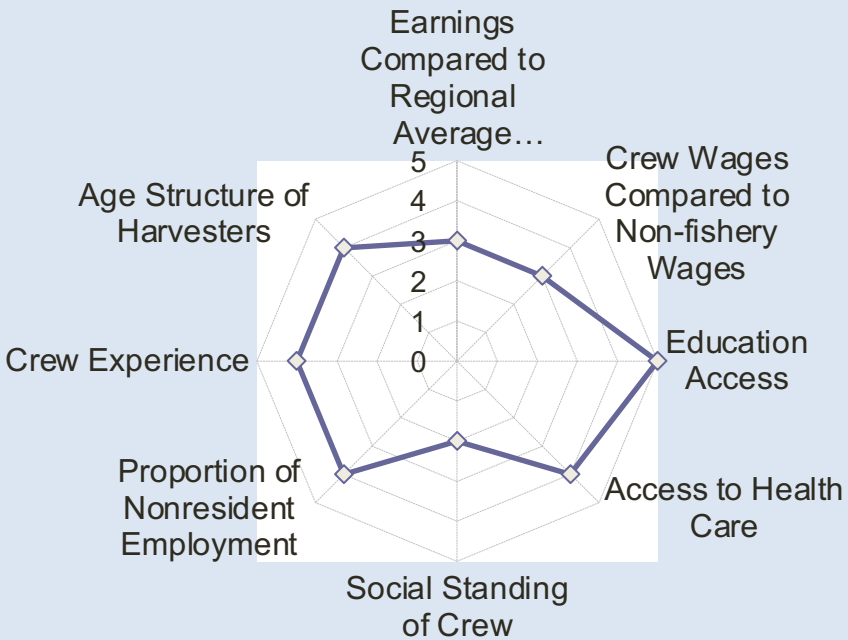 Earnings
Compared to
Regional
Average…
5
4
3
2
1
0
Crew Wages
Compared to
Non-fishery
Wages
Education
Access
Access to Health
Care
Social Standing
of Crew
Proportion of
Nonresident
Employment
Crew Experience
Age Structure of
Harvesters